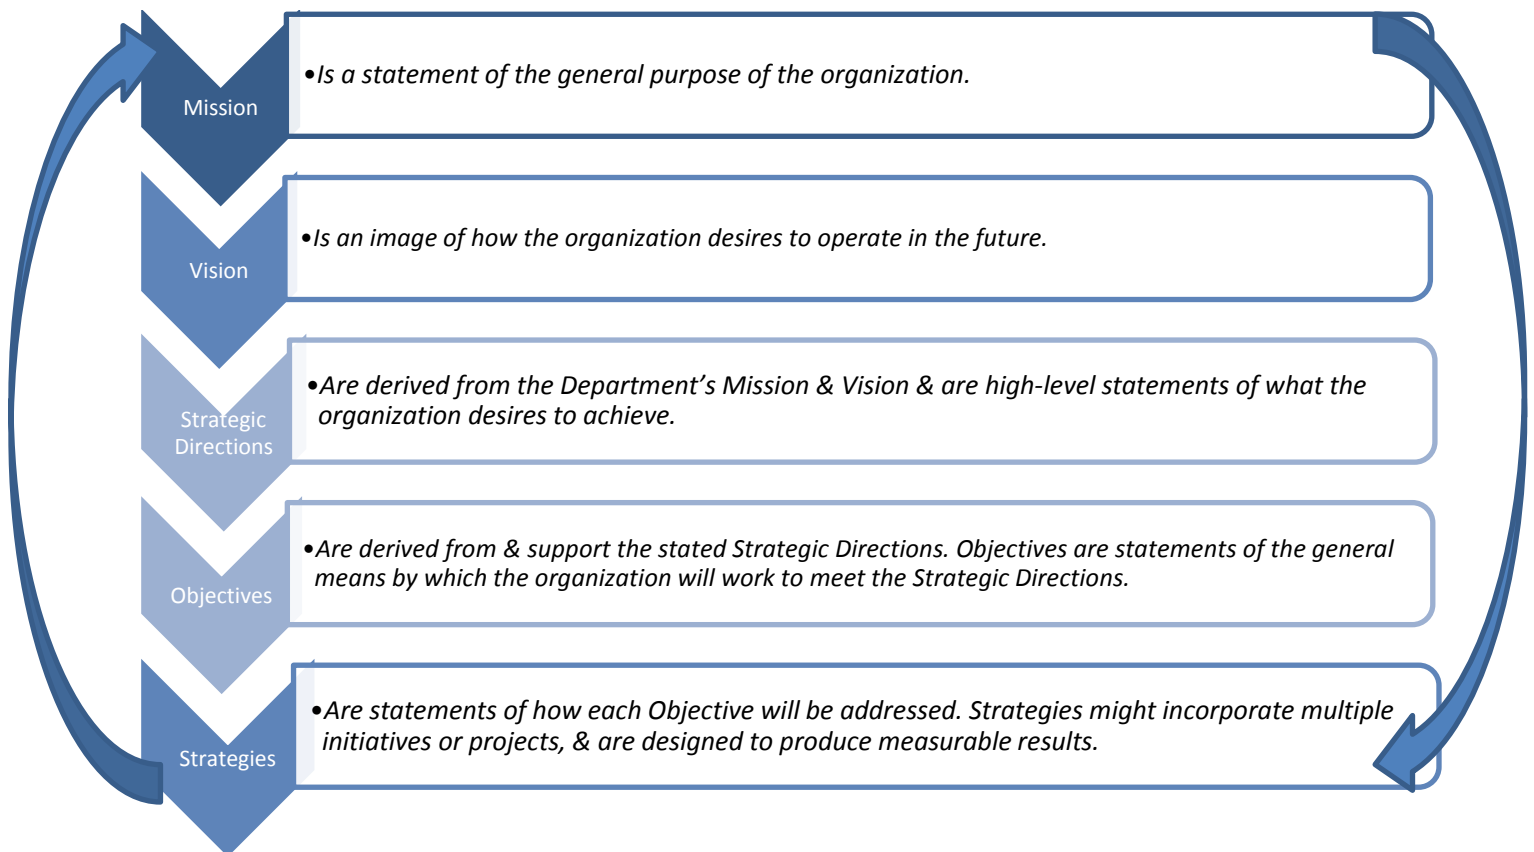 Mission
•Is a statement of the general purpose of the organization.
Vision
•Is an image of how the organization desires to operate in the future.
Strategic
Directions
•Are derived from the Department’s Mission & Vision & are high-level statements of what the
organization desires to achieve.
Objectives
•Are derived from & support the stated Strategic Directions. Objectives are statements of the general
means by which the organization will work to meet the Strategic Directions.
Strategies
•Are statements of how each Objective will be addressed. Strategies might incorporate multiple
initiatives or projects, & are designed to produce measurable results.